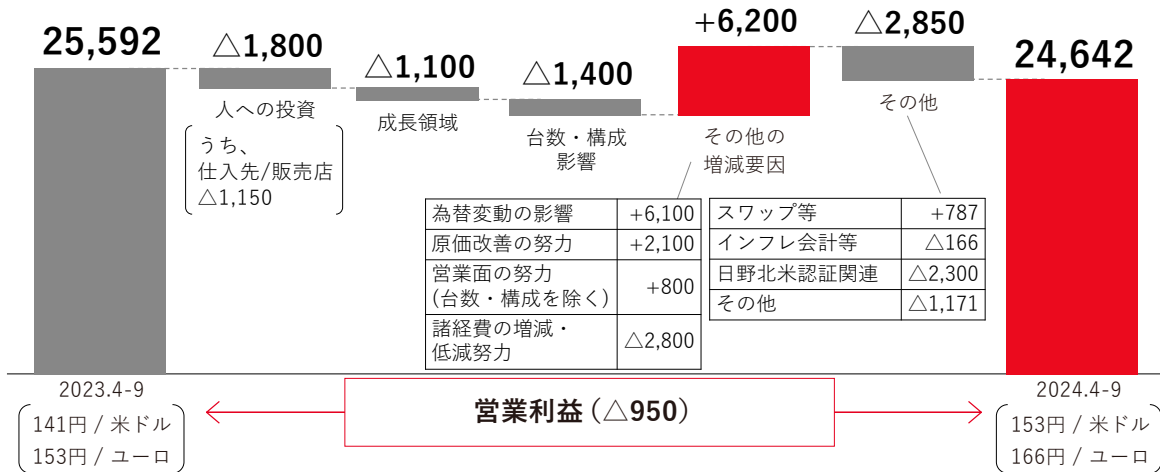 25,592
△1,800
人への投資
うち、
仕入先/販売店
△1,150
△1,100
成長領域
△1,400
台数・構成
影響
+6,200
その他の
増減要因
△2,850
その他
24,642
為替変動の影響 +6,100
原価改善の努力 +2,100
営業面の努力
(台数・構成を除く) +800
諸経費の増減・
低減努力 △2,800
スワップ等 +787
インフレ会計等 △166
日野北米認証関連 △2,300
その他 △1,171
2023.4-9
141円 / 米ドル
153円 / ユーロ
営業利益 (△950)
2024.4-9
153円 / 米ドル
166円 / ユーロ